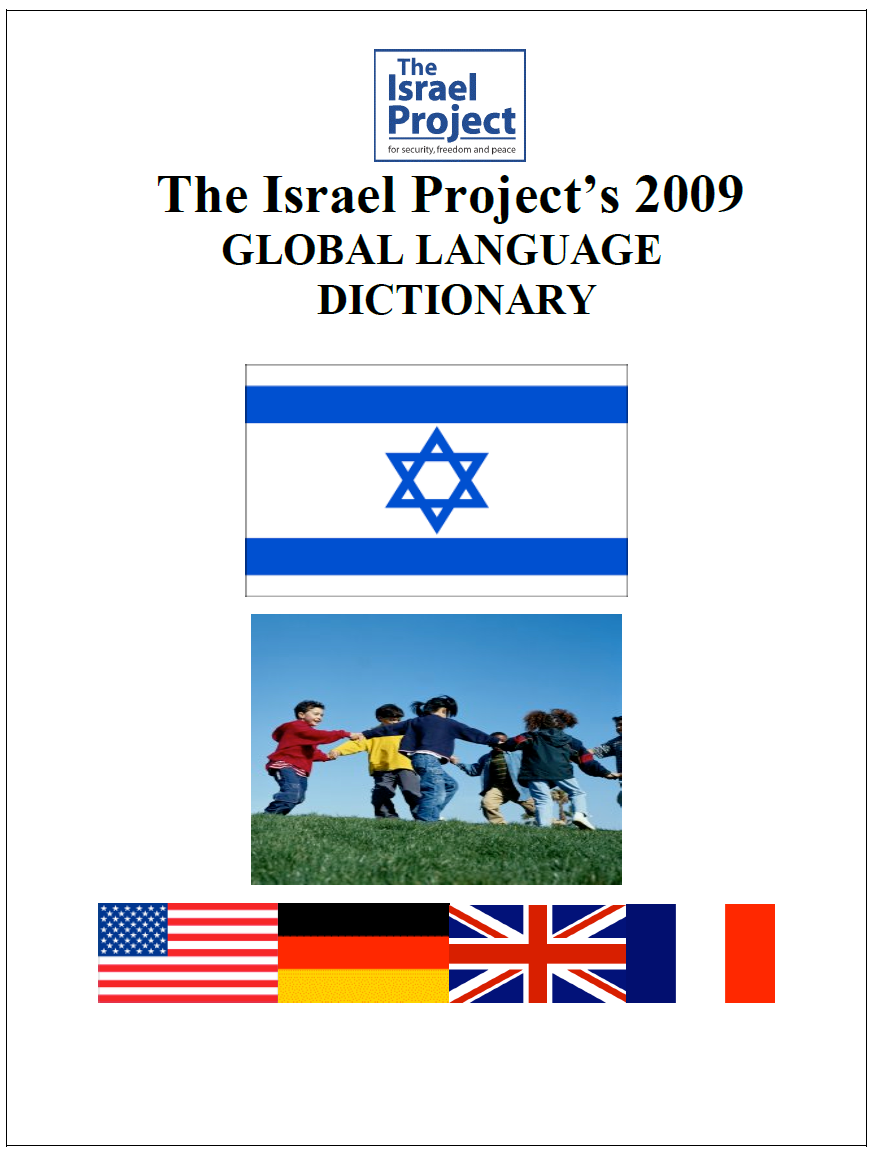 The
Israel
Project
for security, freedom and peace
The Israel Project’s 2009
GLOBAL LANGUAGE
DICTIONARY